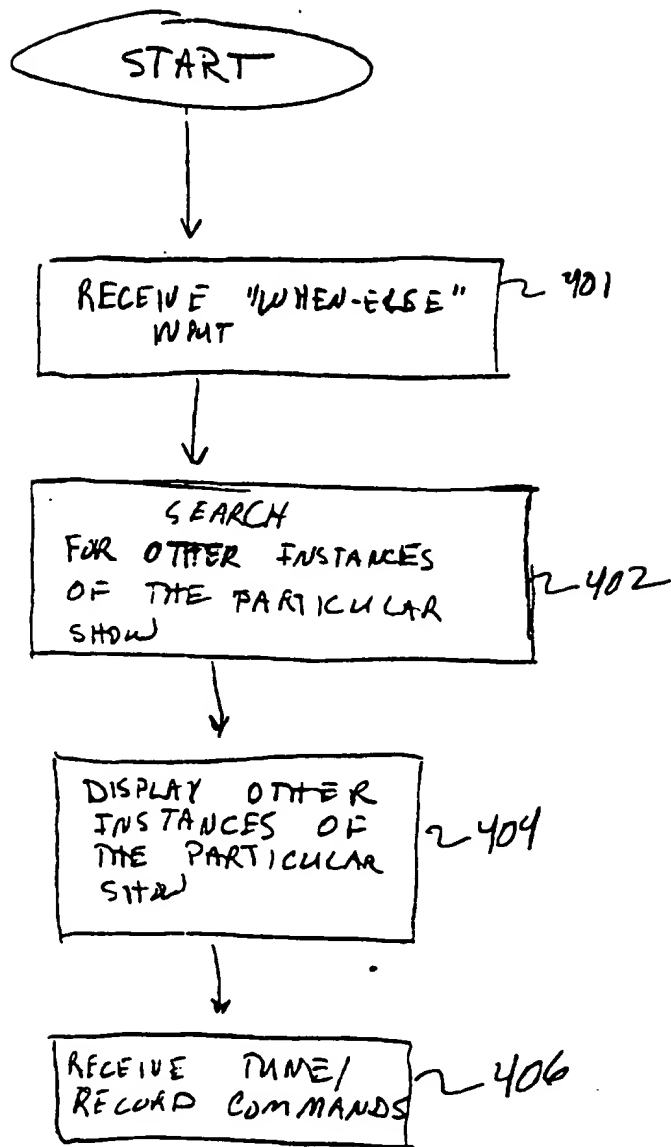 START
RECEIVE "WHEN-ELSE"
INPUT
401
SEARCH
FOR OTHER INSTANCES
OF THE PARTICULAR
SHOW
402
DISPLAY OTHER
INSTANCES OF
THE PARTICULAR
SHOW
404
RECEIVE TUNE/
RECORD COMMANDS
406